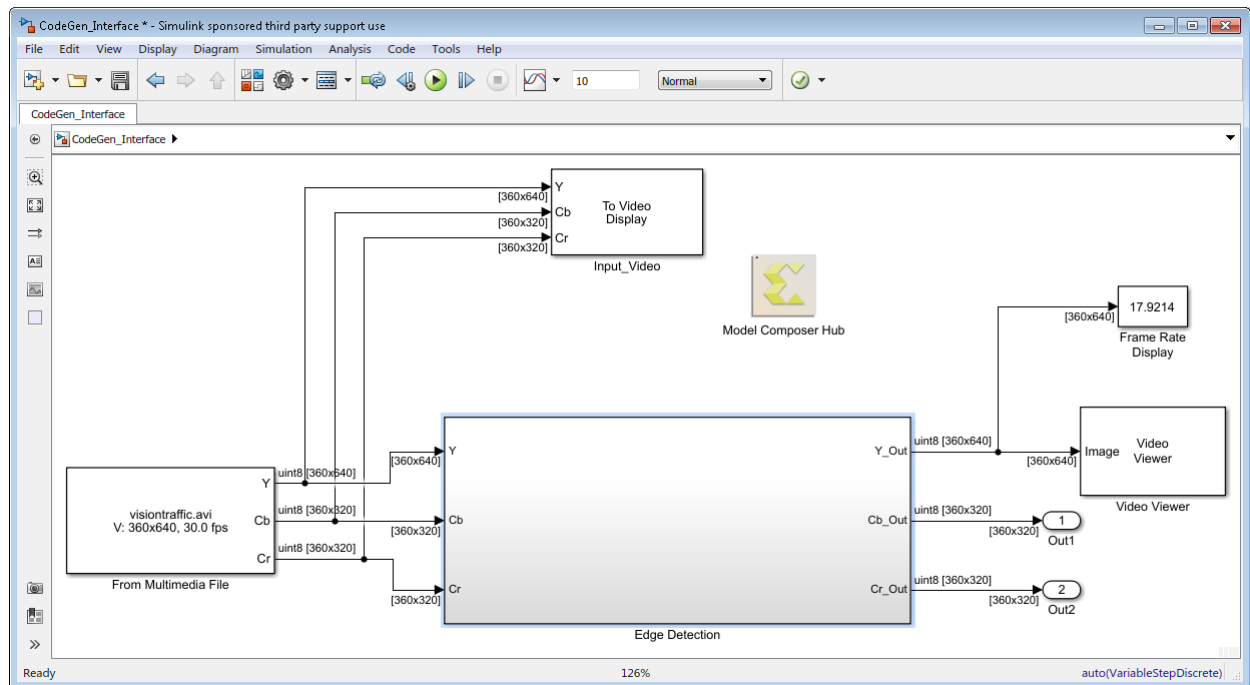 CodeGen_Interface * - Simulink sponsored third party support use
File Edit View Display Diagram Simulation Analysis Code Tools Help
10 Normal
CodeGen_Interface
CodeGen_Interface
Y
[360x640]
Cb
[360x320]
Cr
[360x320]
To Video
Display
Input_Video
Model Composer Hub
17.9214
[360x640]
Frame Rate
Display
visiontraffic.avi
V: 360x640, 30.0 fps
Y
Cb
Cr
From Multimedia File
uint8 [360x640]
uint8 [360x320]
uint8 [360x320]
[360x640]
[360x320]
[360x320]
Y
Cb
Cr
Y_Out
Cb_Out
Cr_Out
Edge Detection
uint8 [360x640]
[360x640]
Image
Video
Viewer
Video Viewer
uint8 [360x320]
[360x320]
1
Out1
uint8 [360x320]
[360x320]
2
Out2
Ready 126% auto(VariableStepDiscrete)